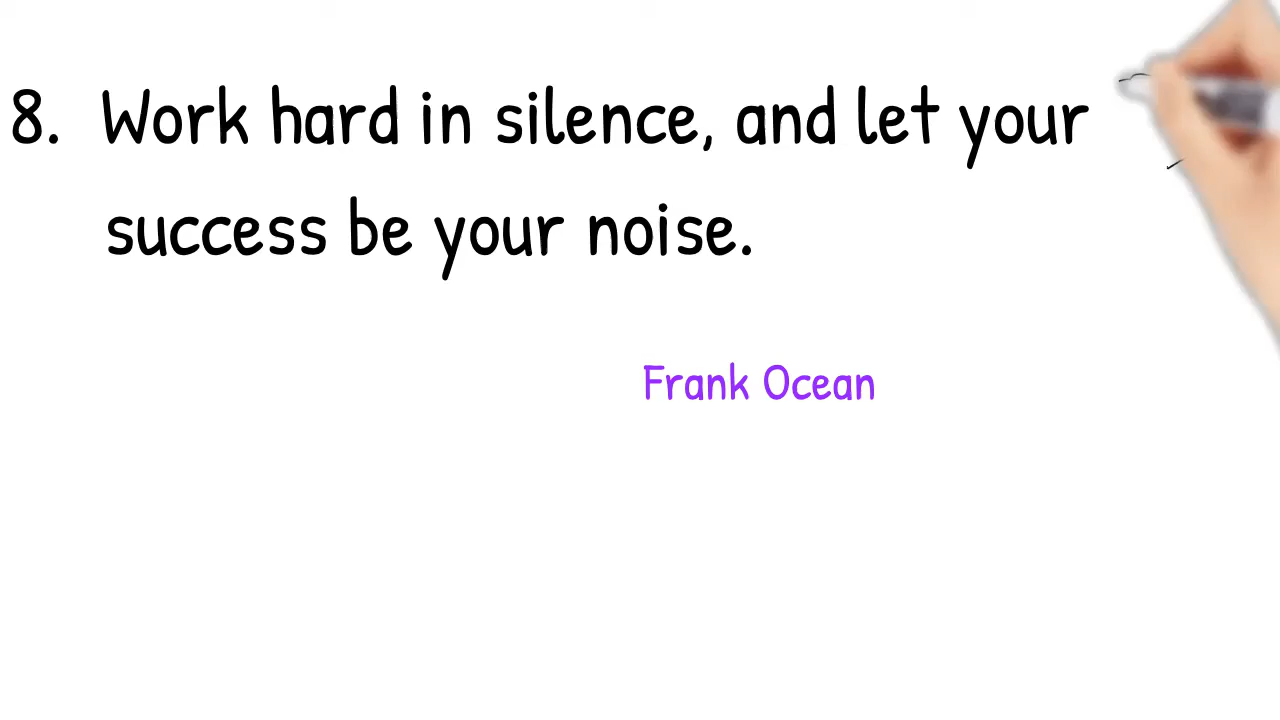 8. Work hard in silence, and let your
success be your noise.
Frank Ocean